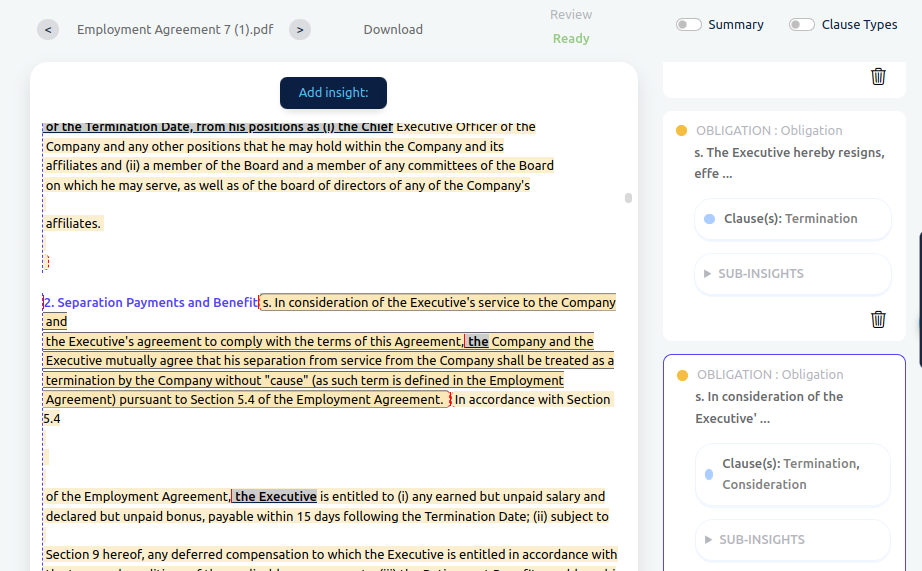 < Employment Agreement 7 (1).pdf > Download Review Summary Clause Types
Ready
Add insight:
of the Termination Date, from his positions as (i) the Chief Executive Officer of the
Company and any other positions that he may hold within the Company and its
affiliates and (ii) a member of the Board and a member of any committees of the Board
on which he may serve, as well as of the board of directors of any of the Company's
affiliates.
2. Separation Payments and Benefit s. In consideration of the Executive's service to the Company
and
the Executive's agreement to comply with the terms of this Agreement, the Company and the
Executive mutually agree that his separation from service from the Company shall be treated as a
termination by the Company without "cause" (as such term is defined in the Employment
Agreement) pursuant to Section 5.4 of the Employment Agreement. In accordance with Section
5.4
of the Employment Agreement, the Executive is entitled to (i) any earned but unpaid salary and
declared but unpaid bonus, payable within 15 days following the Termination Date; (ii) subject to
Section 9 hereof, any deferred compensation to which the Executive is entitled in accordance with
OBLIGATION : Obligation
s. The Executive hereby resigns,
effe ...
Clause(s): Termination
SUB-INSIGHTS
OBLIGATION : Obligation
s. In consideration of the
Executive' ...
Clause(s): Termination,
Consideration
SUB-INSIGHTS